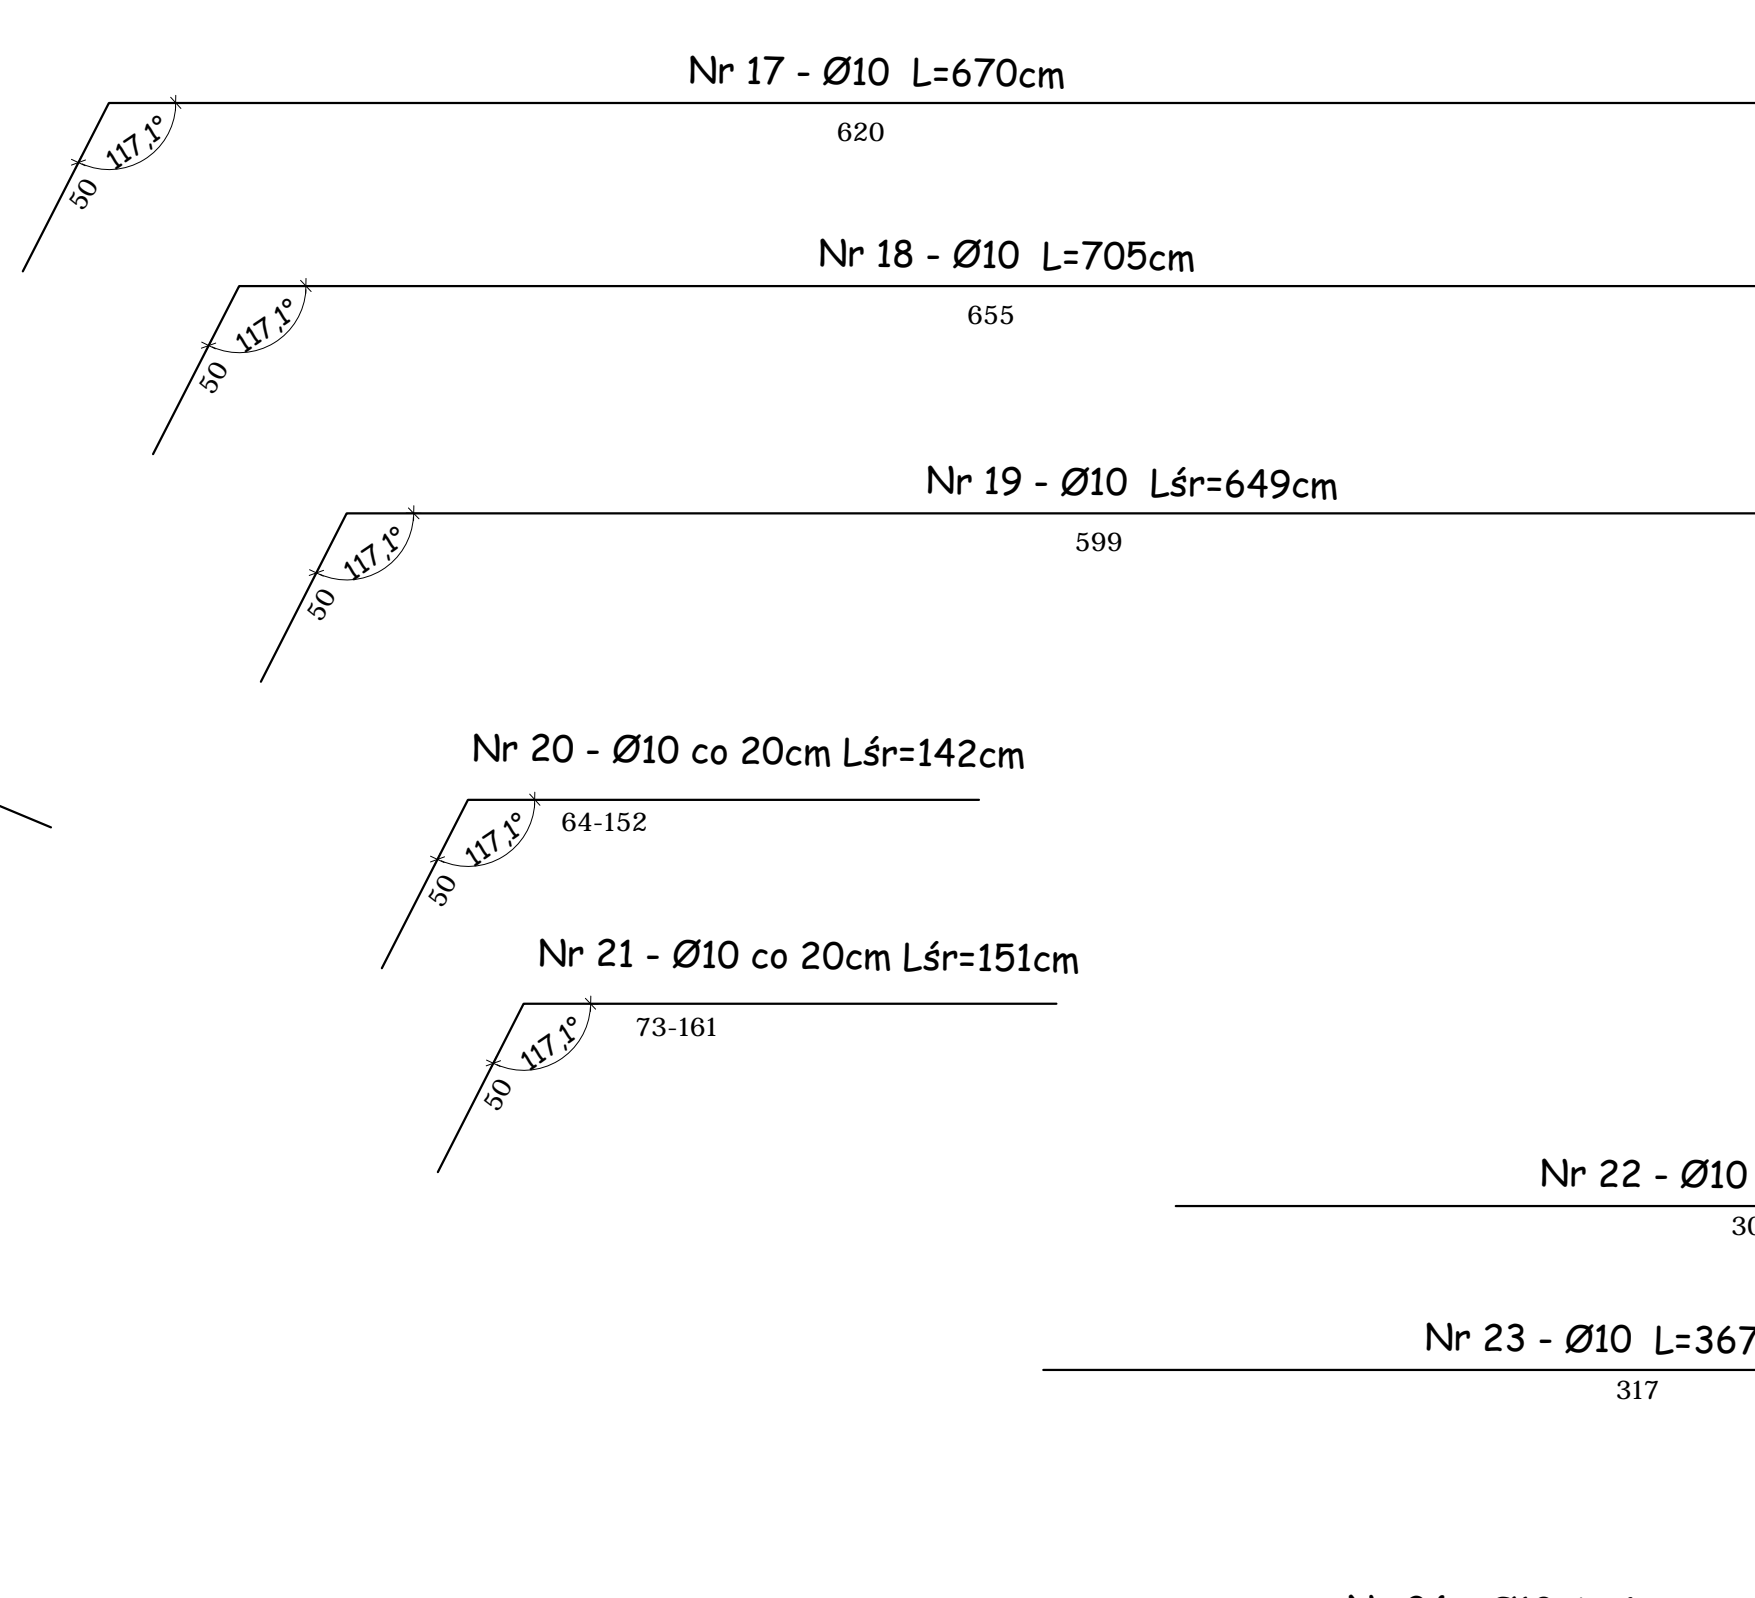 Nr 17 - Ø10 L=670cm
620
117,1°
50
Nr 18 - Ø10 L=705cm
655
117,1°
50
Nr 19 - Ø10 Lśr=649cm
599
117,1°
50
Nr 20 - Ø10 co 20cm Lśr=142cm
64-152
117,1°
50
Nr 21 - Ø10 co 20cm Lśr=151cm
73-161
117,1°
50
Nr 22 - Ø10
30
Nr 23 - Ø10 L=367
317